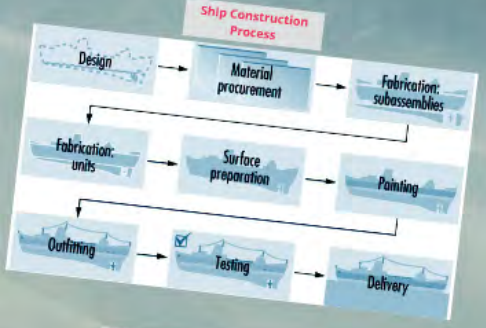 Ship Construction
Process
Design
Material
procurement
Fabrication:
subassemblies
Fabrication:
units
Surface
preparation
Painting
Outfitting
Testing
Delivery